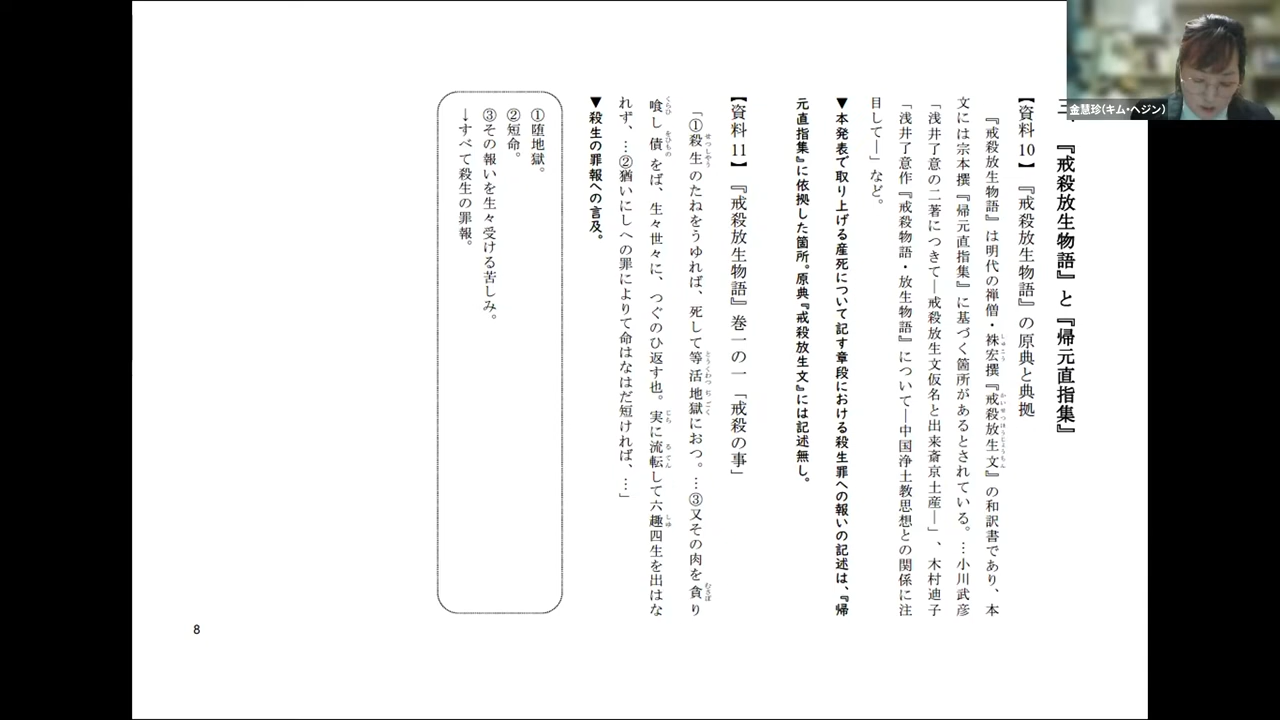 三、『戒殺放生物語』と『帰元直指集』
【資料10】『戒殺放生物語』の原典と典拠
『戒殺放生物語』は明代の禅僧・袾宏撰『戒殺放生文』の和訳書であり、本
文には宗本撰『帰元直指集』に基づく箇所があるとされている。…小川武彦
「浅井了意の二著につきて―戒殺放生文仮名と出来斎京土産―」、木村迪子
「浅井了意作『戒殺物語・放生物語』について―中国浄土教思想との関係に注
目して―」など。
▼本発表で取り上げる産死について記す章段における殺生罪への報いの記述は、『帰
元直指集』に依拠した箇所。原典『戒殺放生文』には記述無し。
【資料11】『戒殺放生物語』巻一の一「戒殺の事」
「①殺生のたねをうゆれば、死して等活地獄におつ。…③又その肉を貪り
喰し債をば、生々世々に、つぐのひ返す也。実に流転して六趣四生を出はな
れず、…②猶いにしへの罪によりて命はなはだ短ければ、…」
▼殺生の罪報への言及。
①堕地獄。
②短命。
③その報いを生々受ける苦しみ。
→すべて殺生の罪報。
8
金慧珍(キム・ヘジン)